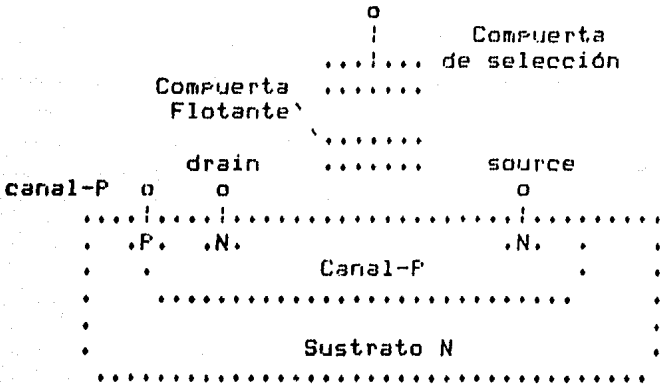 o
Compuerta
de selección
Compuerta
Flotante
drain
source
canal-P o o o
P N N
Canal-P
Sustrato N